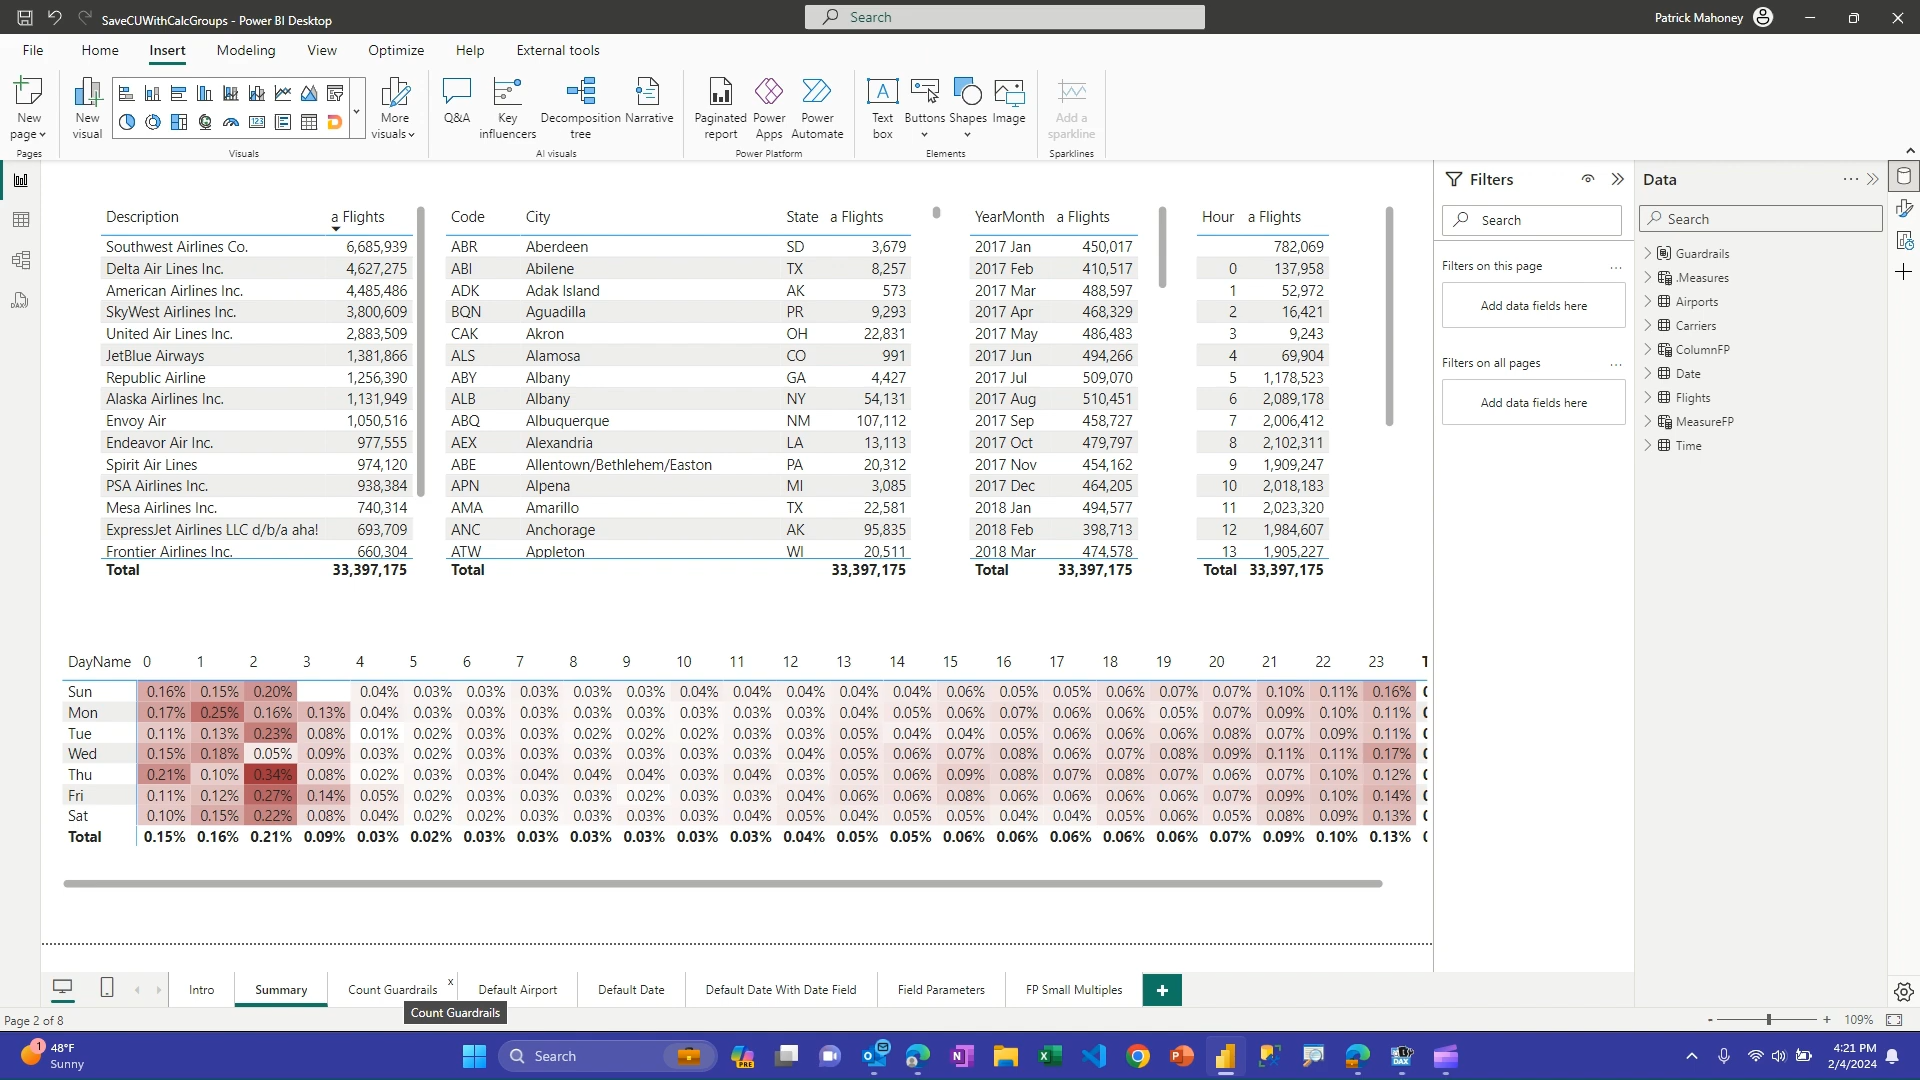 SaveCUWithCalcGroups - Power BI Desktop
Search
Patrick Mahoney
File Home Insert Modeling View Optimize Help External tools
New page
New visual
More visuals
Q&A
Key influencers
Decomposition tree
Narrative
Paginated report
Power Apps
Power Automate
Text box
Buttons
Shapes
Image
Add a sparkline
Pages Visuals AI visuals Power Platform Elements Sparklines
Description a Flights
Southwest Airlines Co. 6,685,939
Delta Air Lines Inc. 4,627,275
American Airlines Inc. 4,485,486
SkyWest Airlines Inc. 3,800,609
United Air Lines Inc. 2,883,509
JetBlue Airways 1,381,866
Republic Airline 1,256,390
Alaska Airlines Inc. 1,131,949
Envoy Air 1,050,516
Endeavor Air Inc. 977,555
Spirit Air Lines 974,120
PSA Airlines Inc. 938,384
Mesa Airlines Inc. 740,314
ExpressJet Airlines LLC d/b/a aha! 693,709
Frontier Airlines Inc. 660,304
Total 33,397,175
Code City State a Flights
ABR Aberdeen SD 3,679
ABI Abilene TX 8,257
ADK Adak Island AK 573
BQN Aguadilla PR 9,293
CAK Akron OH 22,831
ALS Alamosa CO 991
ABY Albany GA 4,427
ALB Albany NY 54,131
ABQ Albuquerque NM 107,112
AEX Alexandria LA 13,113
ABE Allentown/Bethlehem/Easton PA 20,312
APN Alpena MI 3,085
AMA Amarillo TX 22,581
ANC Anchorage AK 95,835
ATW Appleton WI 20,511
Total 33,397,175
YearMonth a Flights
2017 Jan 450,017
2017 Feb 410,517
2017 Mar 488,597
2017 Apr 468,329
2017 May 486,483
2017 Jun 494,266
2017 Jul 509,070
2017 Aug 510,451
2017 Sep 458,727
2017 Oct 479,797
2017 Nov 454,162
2017 Dec 464,205
2018 Jan 494,577
2018 Feb 398,713
2018 Mar 474,578
Total 33,397,175
Hour a Flights
782,069
0 137,958
1 52,972
2 16,421
3 9,243
4 69,904
5 1,178,523
6 2,089,178
7 2,006,412
8 2,102,311
9 1,909,247
10 2,018,183
11 2,023,320
12 1,984,607
13 1,905,227
Total 33,397,175
DayName 0 1 2 3 4 5 6 7 8 9 10 11 12 13 14 15 16 17 18 19 20 21 22 23
Sun 0.16% 0.15% 0.20% 0.04% 0.03% 0.03% 0.03% 0.03% 0.03% 0.04% 0.04% 0.04% 0.04% 0.04% 0.06% 0.05% 0.05% 0.06% 0.07% 0.07% 0.10% 0.11% 0.16%
Mon 0.17% 0.25% 0.16% 0.13% 0.04% 0.03% 0.03% 0.03% 0.03% 0.03% 0.03% 0.03% 0.03% 0.04% 0.05% 0.06% 0.07% 0.06% 0.06% 0.05% 0.07% 0.09% 0.10% 0.11%
Tue 0.11% 0.13% 0.23% 0.08% 0.01% 0.02% 0.03% 0.03% 0.02% 0.02% 0.02% 0.03% 0.03% 0.05% 0.04% 0.04% 0.05% 0.06% 0.06% 0.06% 0.08% 0.07% 0.09% 0.11%
Wed 0.15% 0.18% 0.05% 0.09% 0.03% 0.02% 0.03% 0.03% 0.03% 0.03% 0.03% 0.03% 0.04% 0.05% 0.06% 0.07% 0.08% 0.06% 0.07% 0.08% 0.09% 0.11% 0.11% 0.17%
Thu 0.21% 0.10% 0.34% 0.08% 0.02% 0.03% 0.03% 0.04% 0.04% 0.04% 0.03% 0.04% 0.03% 0.05% 0.06% 0.09% 0.08% 0.07% 0.08% 0.07% 0.06% 0.07% 0.10% 0.12%
Fri 0.11% 0.12% 0.27% 0.14% 0.05% 0.02% 0.03% 0.03% 0.03% 0.02% 0.03% 0.03% 0.04% 0.06% 0.06% 0.08% 0.06% 0.06% 0.06% 0.06% 0.07% 0.09% 0.10% 0.14%
Sat 0.10% 0.15% 0.22% 0.08% 0.04% 0.02% 0.02% 0.03% 0.03% 0.03% 0.03% 0.04% 0.05% 0.04% 0.05% 0.05% 0.04% 0.04% 0.05% 0.06% 0.05% 0.08% 0.09% 0.13%
Total 0.15% 0.16% 0.21% 0.09% 0.03% 0.02% 0.03% 0.03% 0.03% 0.03% 0.03% 0.03% 0.04% 0.05% 0.05% 0.06% 0.06% 0.06% 0.06% 0.06% 0.07% 0.09% 0.10% 0.13%
Filters
Search
Filters on this page
Add data fields here
Filters on all pages
Add data fields here
Data
Search
Guardrails
.Measures
Airports
Carriers
ColumnFP
Date
Flights
MeasureFP
Time
Intro Summary Count Guardrails x Default Airport Default Date Default Date With Date Field Field Parameters FP Small Multiples +
Count Guardrails
Page 2 of 8
- + 109%
1
48°F
Sunny
Search
4:21 PM
2/4/2024